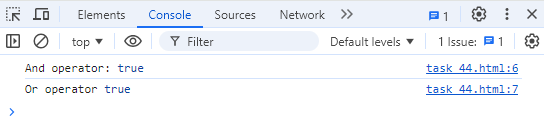 Elements Console Sources Network >> 1
top Filter Default levels 1 Issue: 1
And operator: true task 44.html:6
Or operator true task 44.html:7
>